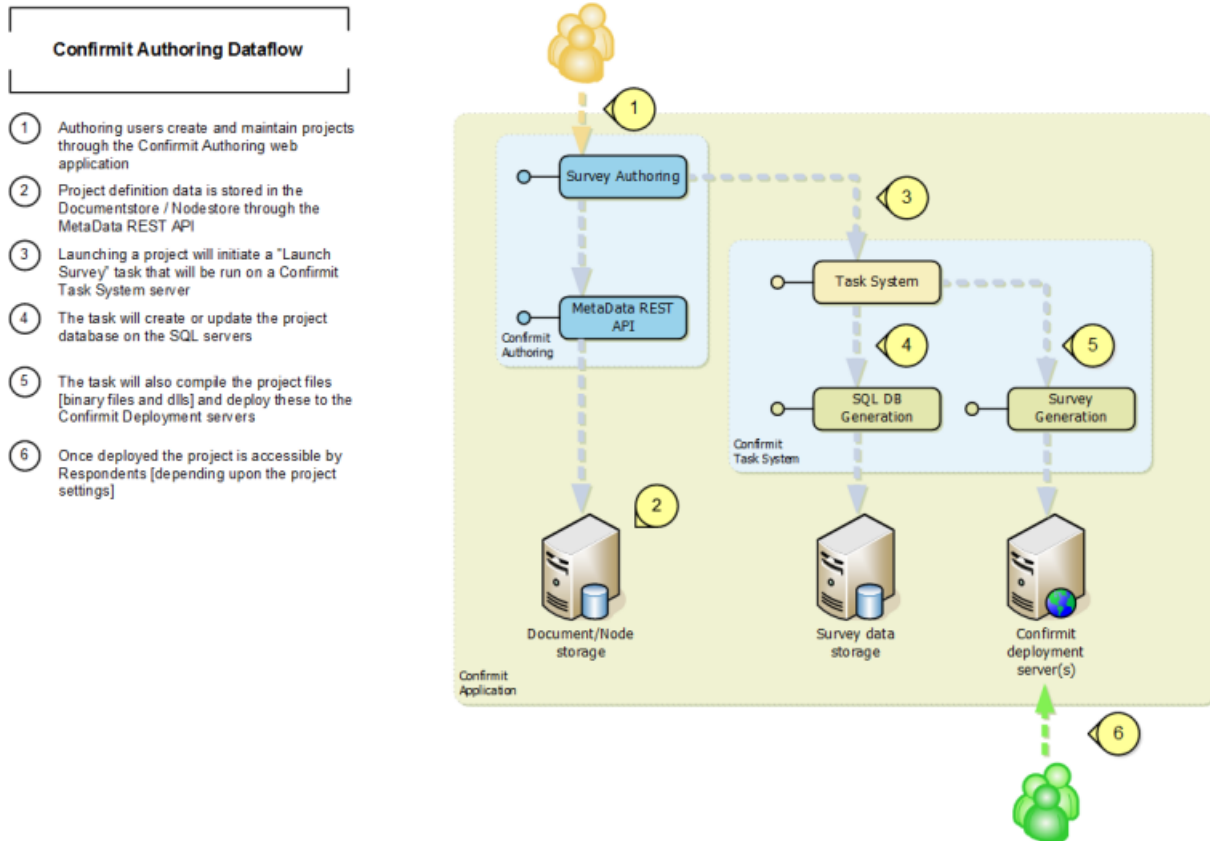 Confirmit Authoring Dataflow
1
Authoring users create and maintain projects
through the Confirmit Authoring web
application
2
Project definition data is stored in the
Documentstore / Nodestore through the
MetaData REST API
3
Launching a project will initiate a "Launch
Survey" task that will be run on a Confirmit
Task System server
4
The task will create or update the project
database on the SQL servers
5
The task will also compile the project files
[binary files and dlls] and deploy these to the
Confirmit Deployment servers
6
Once deployed the project is accessible by
Respondents [depending upon the project
settings]
1
Survey Authoring
3
Task System
MetaData REST
API
Confirmit
Authoring
4
5
SQL DB
Generation
Survey
Generation
Confirmit
Task System
2
Document/Node
storage
Survey data
storage
Confirmit
deployment
server(s)
Confirmit
Application
6